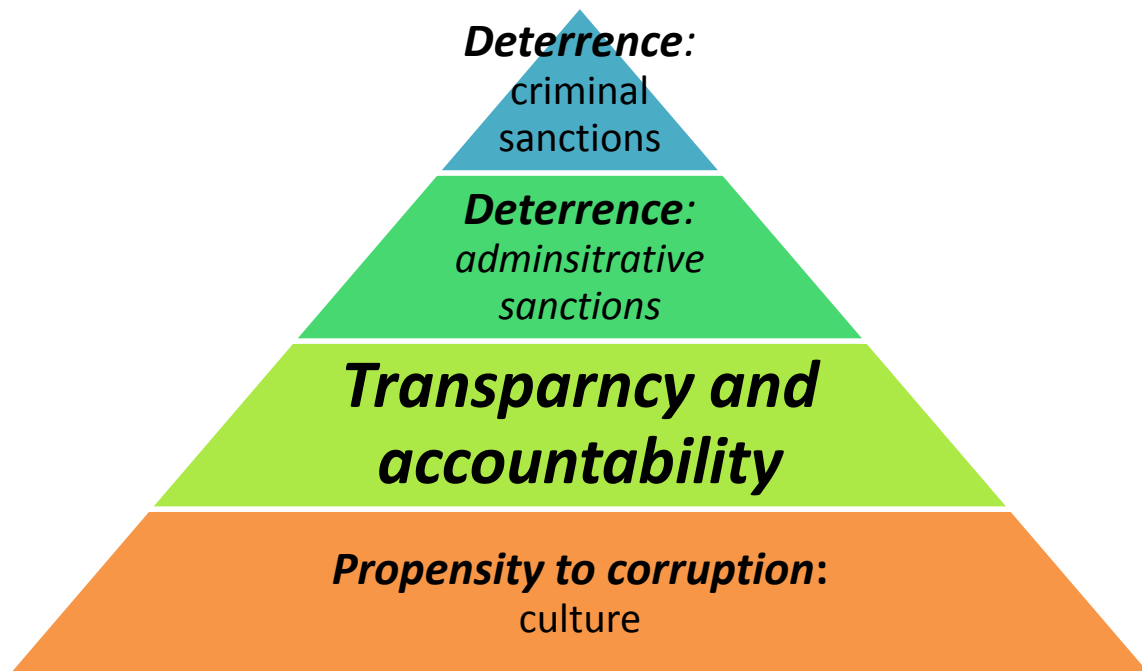 Deterrence:
criminal
sanctions
Deterrence:
adminsitrative
sanctions
Transparncy and
accountability
Propensity to corruption:
culture